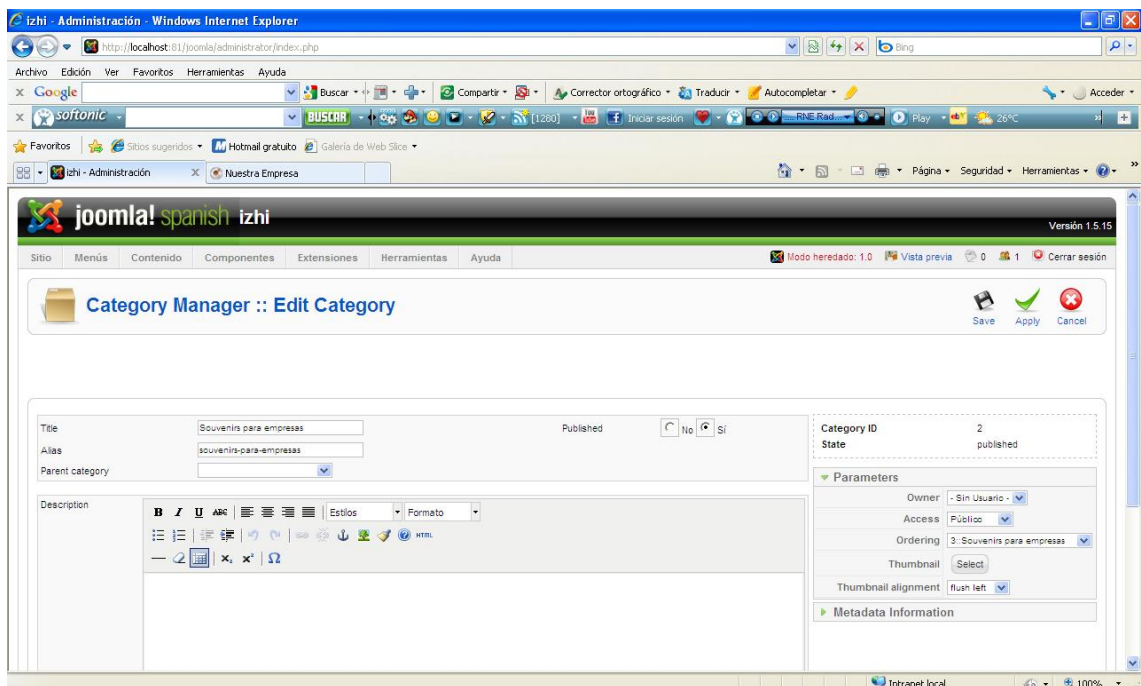 izhi - Administración - Windows Internet Explorer
http://localhost:81/joomla/administrator/index.php
Bing
Archivo Edición Ver Favoritos Herramientas Ayuda
Google Buscar Compartir Corrector ortográfico Traducir Autocompletar Acceder
softonic BUSCAR [1280] Iniciar sesión RNE Rad... Play 26°C
Favoritos Sitios sugeridos Hotmail gratuito Galería de Web Slice
izhi - Administración Nuestra Empresa Página Seguridad Herramientas
joomla! spanish izhi
Versión 1.5.15
Sitio Menús Contenido Componentes Extensiones Herramientas Ayuda Modo heredado: 1.0 Vista previa 0 1 Cerrar sesión
Category Manager :: Edit Category
Save Apply Cancel
Title Souvenirs para empresas Published No Sí
Alias souvenirs-para-empresas
Parent category
Category ID 2
State published
Description
B I U ABC Estilos Formato
HTML
Parameters
Owner - Sin Usuario -
Access Público
Ordering 3::Souvenirs para empresas
Thumbnail Select
Thumbnail alignment flush left
Metadata Information
Intranet local 100%